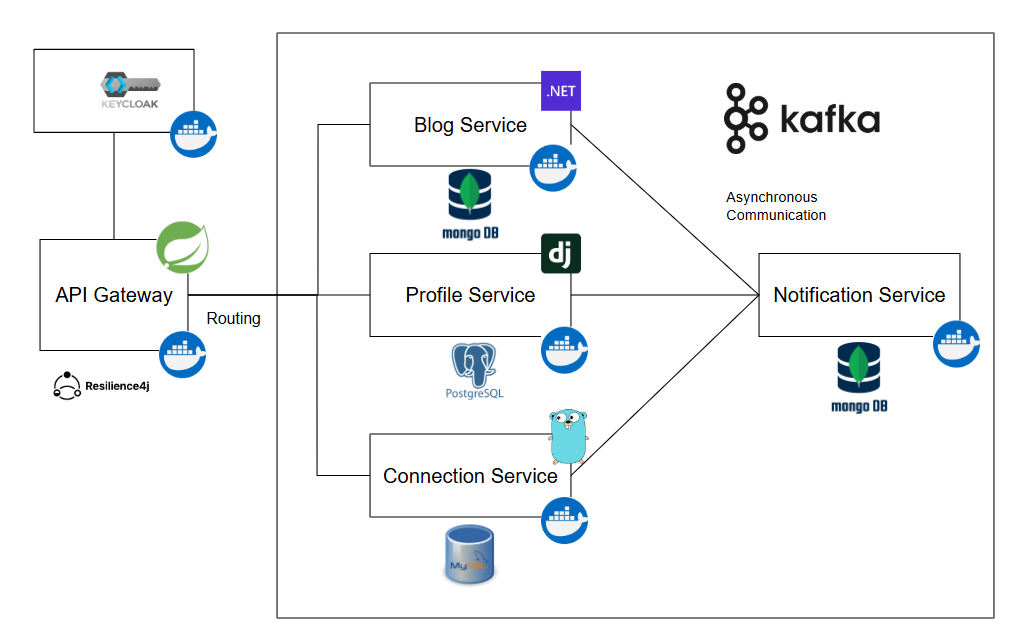 KEYCLOAK
API Gateway
Resilience4j
Routing
.NET
Blog Service
mongo DB
dj
Profile Service
PostgreSQL
Connection Service
MySQL
kafka
Asynchronous
Communication
Notification Service
mongo DB